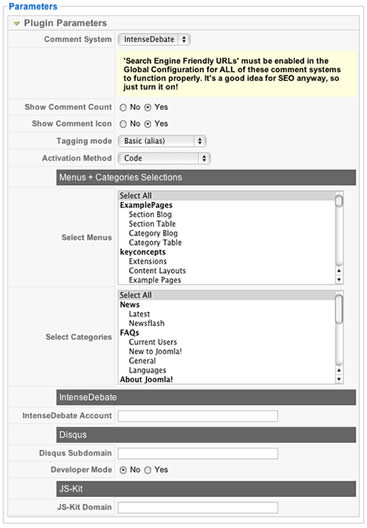 Parameters
Plugin Parameters
Comment System IntenseDebate
'Search Engine Friendly URLs' must be enabled in the
Global Configuration for ALL of these comment systems
to function properly. It's a good idea for SEO anyway, so
just turn it on!
Show Comment Count No Yes
Show Comment Icon No Yes
Tagging mode Basic (alias)
Activation Method Code
Menus + Categories Selections
Select Menus
Select All
ExamplePages
Section Blog
Section Table
Category Blog
Category Table
keyconcepts
Extensions
Content Layouts
Example Pages
Select Categories
Select All
News
Latest
Newsflash
FAQs
Current Users
New to Joomla!
General
Languages
About Joomla!
IntenseDebate
IntenseDebate Account
Disqus
Disqus Subdomain
Developer Mode No Yes
JS-Kit
JS-Kit Domain